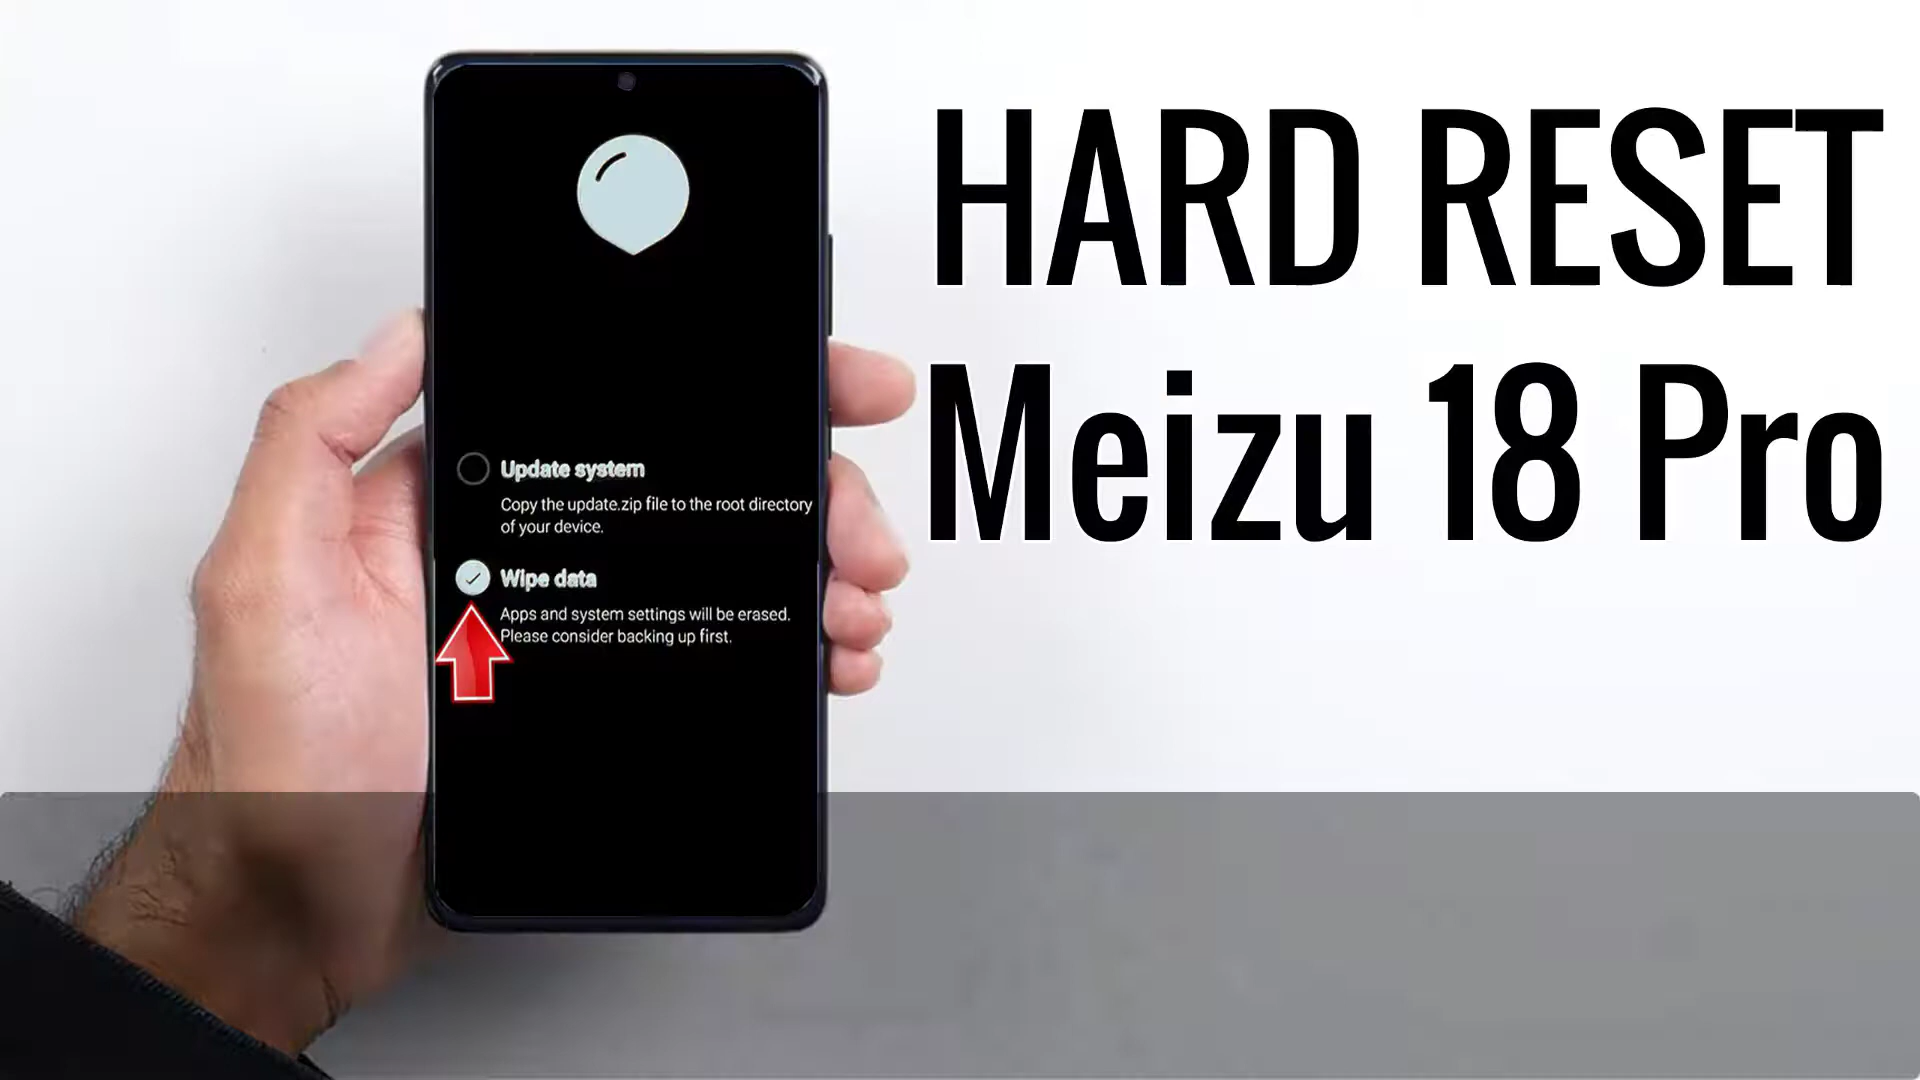 HARD RESET
Meizu 18 Pro
Update system
Copy the update.zip file to the root directory
of your device.
Wipe data
Apps and system settings will be erased.
Please consider backing up first.